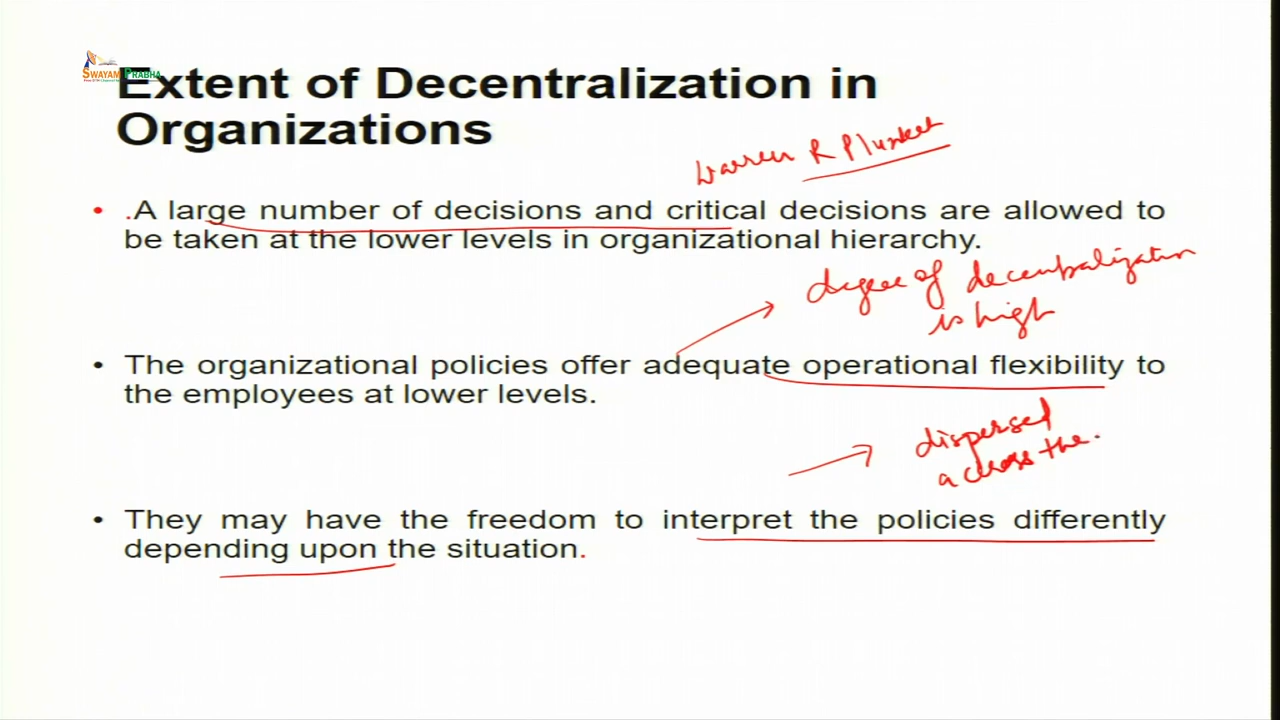 SWAYAM PRABHA
Extent of Decentralization in
Organizations
Warren R Plunket
• .A large number of decisions and critical decisions are allowed to
be taken at the lower levels in organizational hierarchy.
degree of decentralization
is high
• The organizational policies offer adequate operational flexibility to
the employees at lower levels.
dispersed
across the.
• They may have the freedom to interpret the policies differently
depending upon the situation.